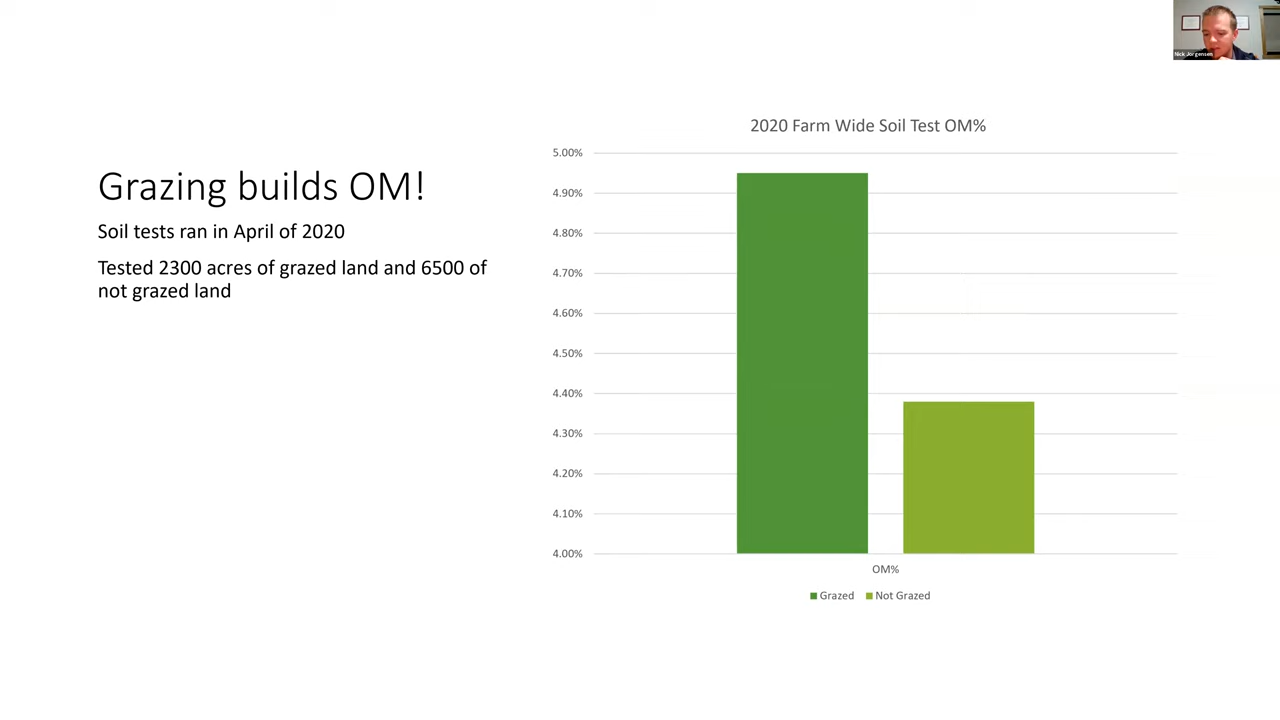 Nick Jorgensen
Grazing builds OM!
Soil tests ran in April of 2020
Tested 2300 acres of grazed land and 6500 of
not grazed land
2020 Farm Wide Soil Test OM%
5.00%
4.90%
4.80%
4.70%
4.60%
4.50%
4.40%
4.30%
4.20%
4.10%
4.00%
OM%
Grazed Not Grazed